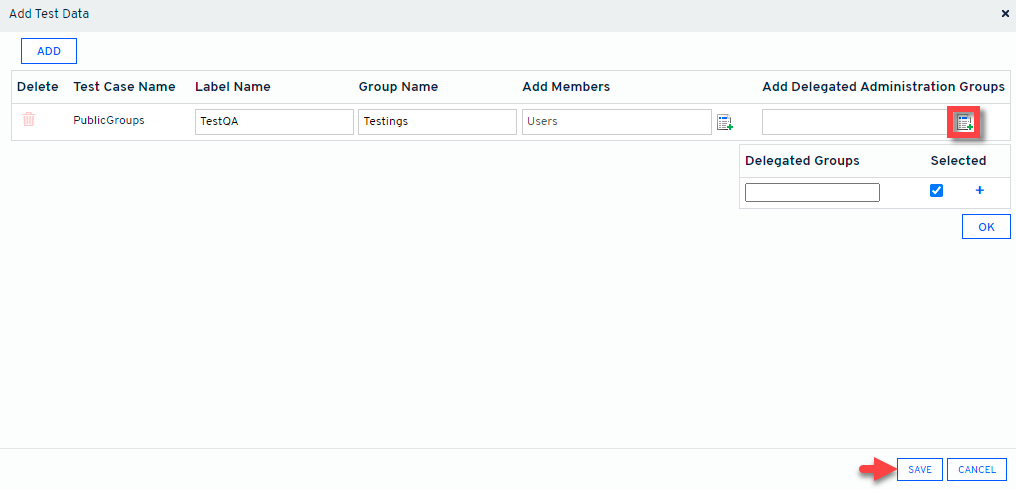 Add Test Data
ADD
Delete Test Case Name Label Name Group Name Add Members Add Delegated Administration Groups
PublicGroups TestQA Testings Users
Delegated Groups Selected
+
OK
SAVE CANCEL